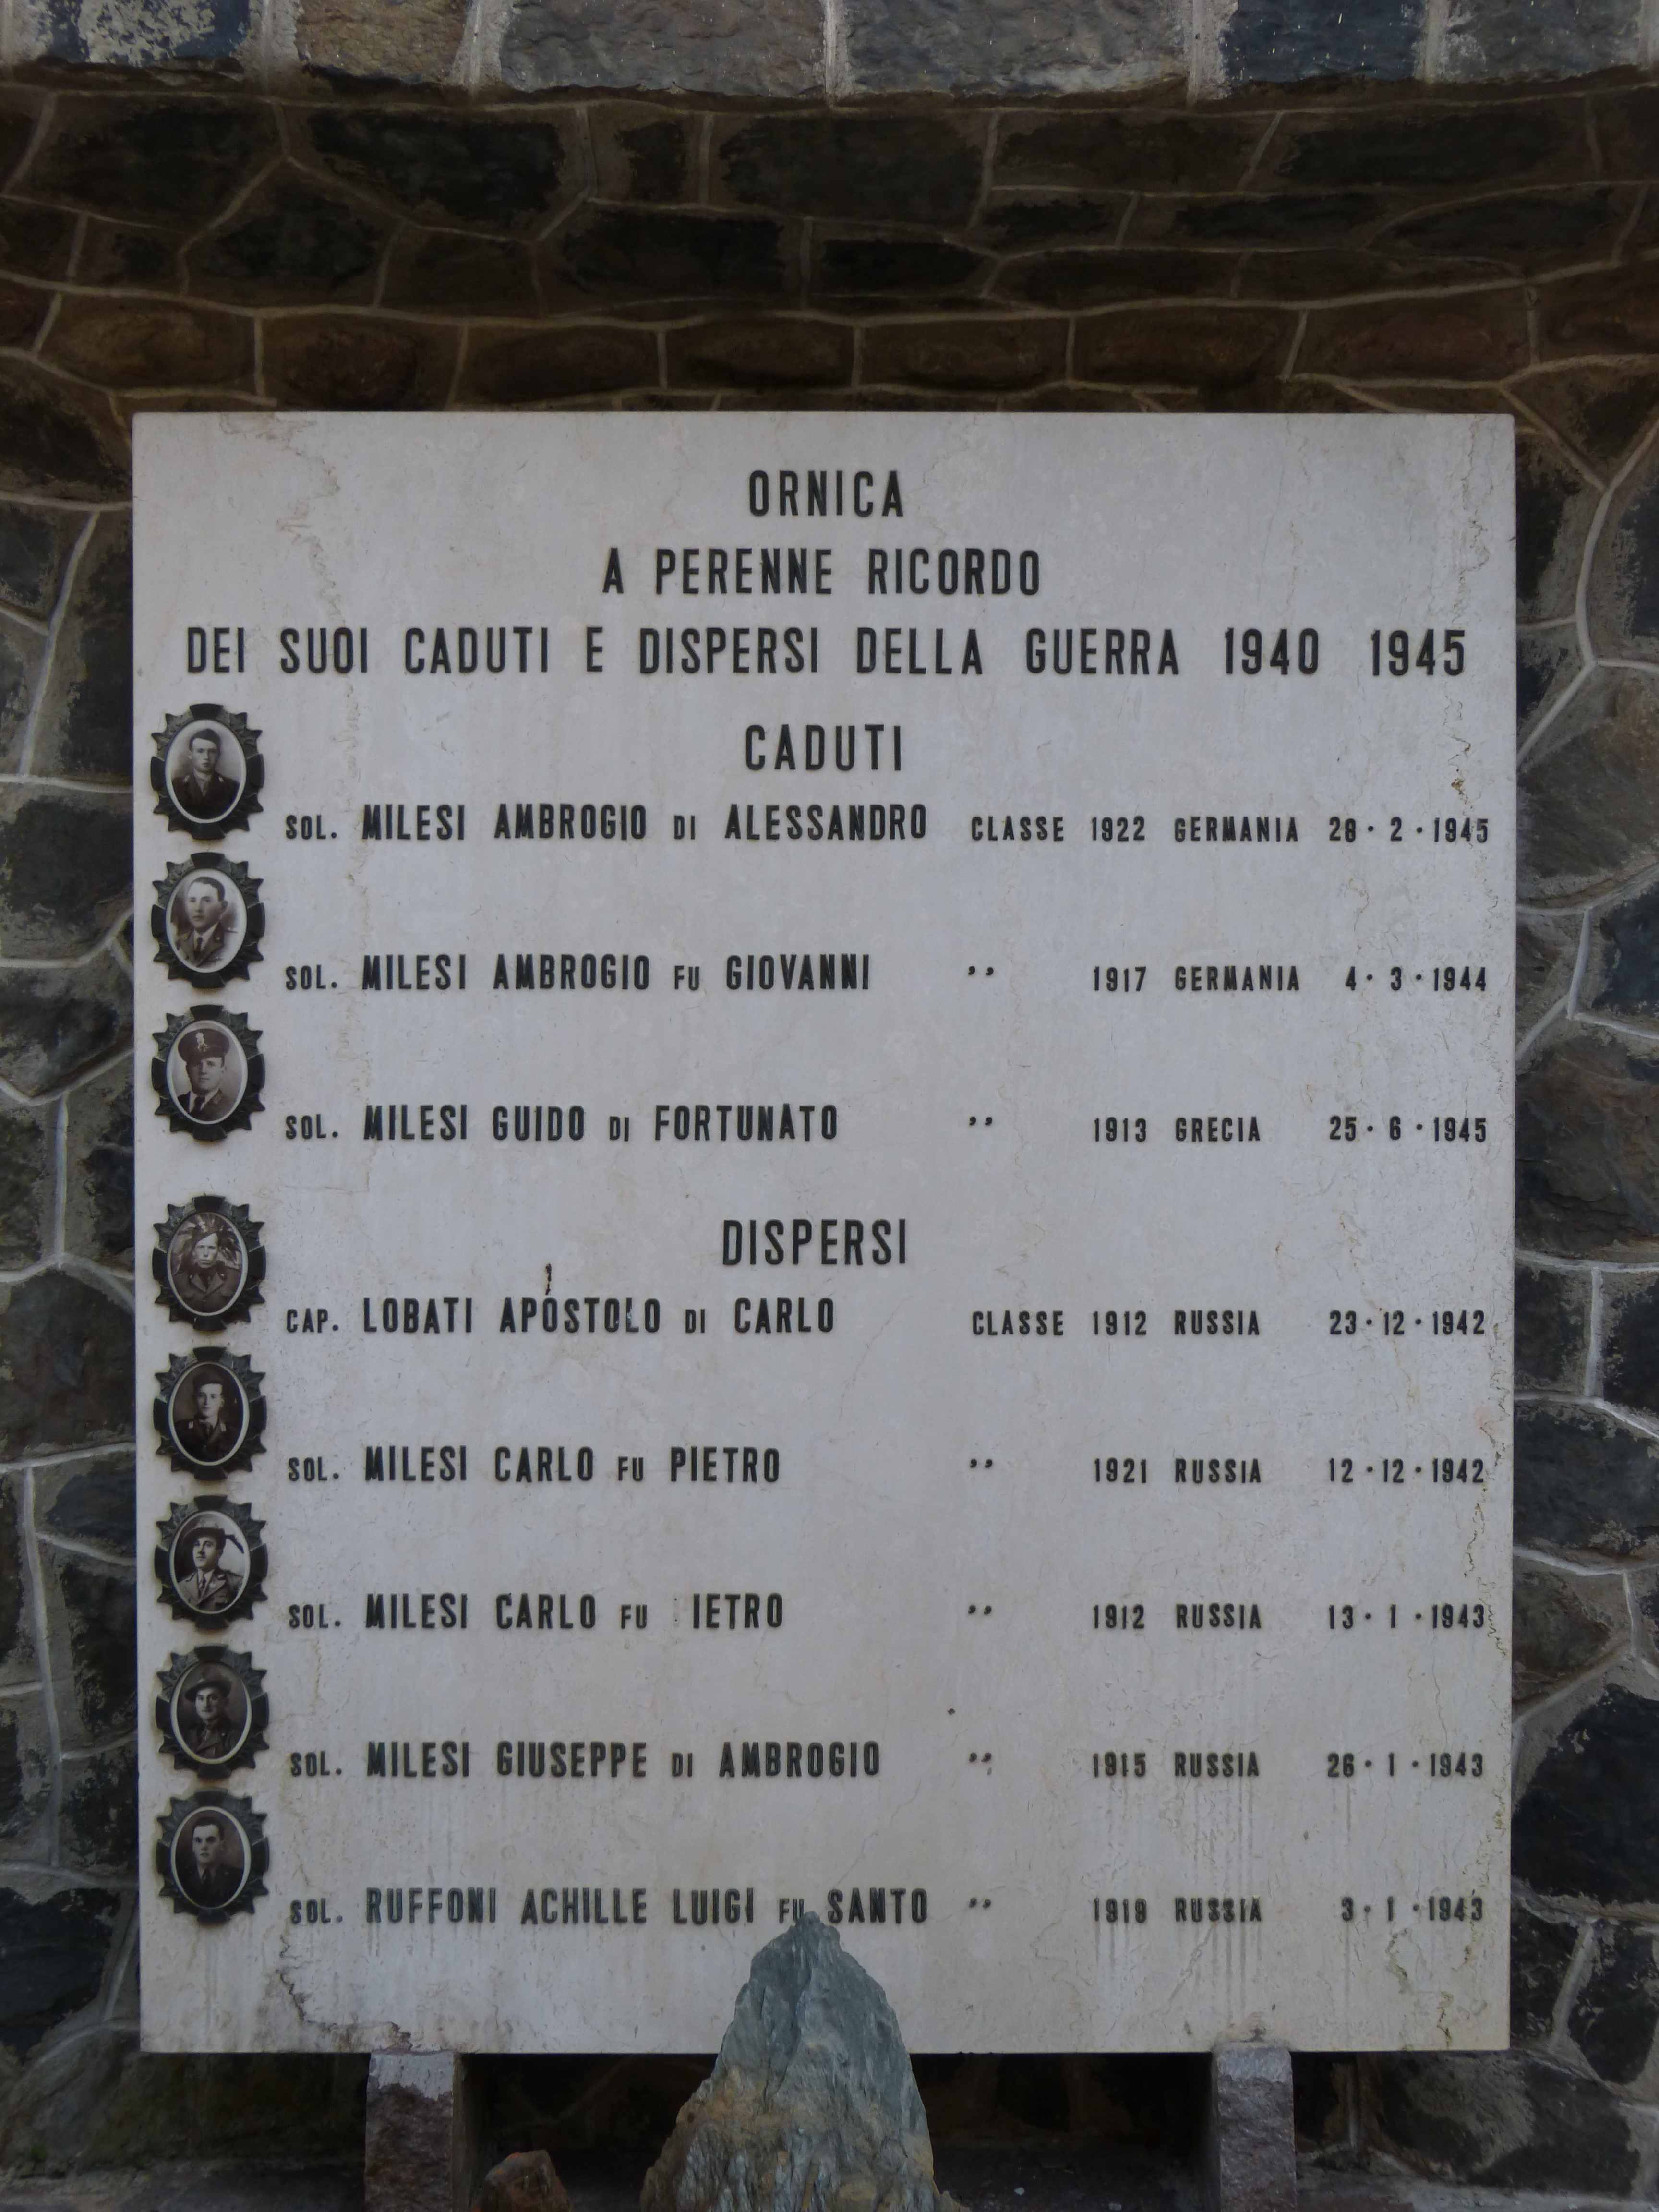 ORNICA
A PERENNE RICORDO
DEI SUOI CADUTI E DISPERSI DELLA GUERRA 1940 1945
CADUTI
SOL. MILESI AMBROGIO DI ALESSANDRO CLASSE 1922 GERMANIA 28·2·1945
SOL. MILESI AMBROGIO FU GIOVANNI ,, 1917 GERMANIA 4·3·1944
SOL. MILESI GUIDO DI FORTUNATO ,, 1913 GRECIA 25·6·1945
DISPERSI
CAP. LOBATI APOSTOLO DI CARLO CLASSE 1912 RUSSIA 23·12·1942
SOL. MILESI CARLO FU PIETRO ,, 1921 RUSSIA 12·12·1942
SOL. MILESI CARLO FU IETRO ,, 1912 RUSSIA 13·1·1943
SOL. MILESI GIUSEPPE DI AMBROGIO ,, 1915 RUSSIA 26·1·1943
SOL. RUFFONI ACHILLE LUIGI FU SANTO ,, 1919 RUSSIA 3·1·1943